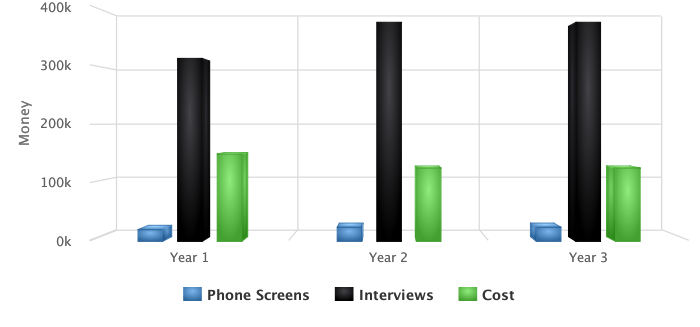 400k
300k
200k
100k
0k
Money
Year 1 Year 2 Year 3
Phone Screens Interviews Cost